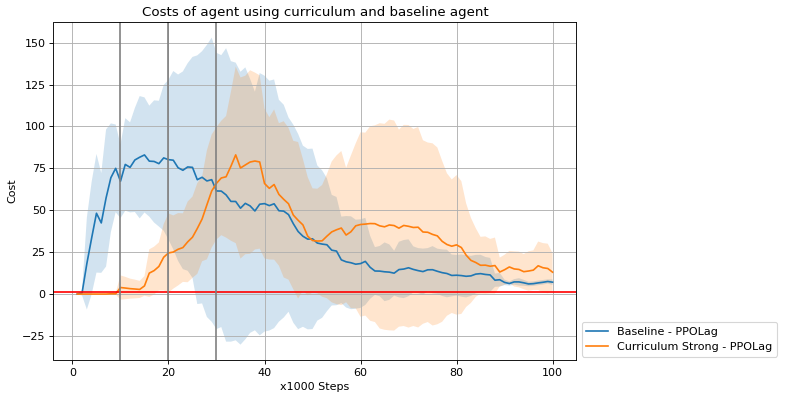 Costs of agent using curriculum and baseline agent
150
125
100
75
50
25
0
−25
Cost
0 20 40 60 80 100
x1000 Steps
Baseline - PPOLag
Curriculum Strong - PPOLag